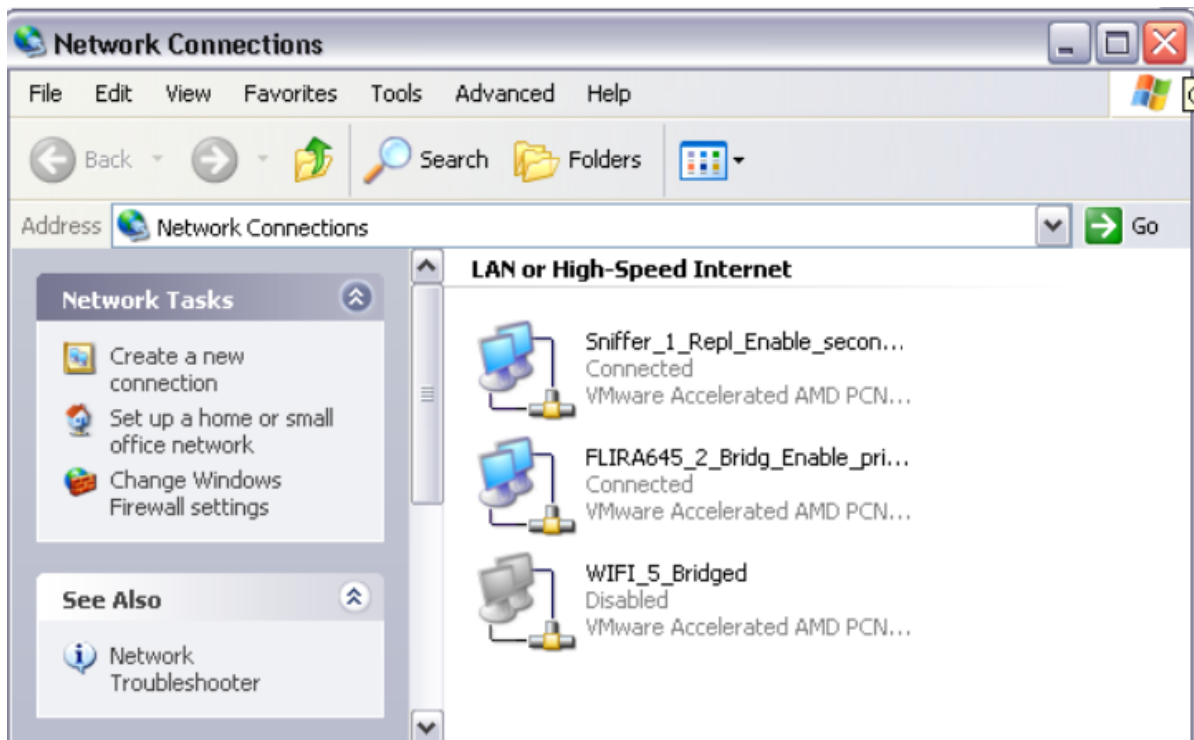 Network Connections
File Edit View Favorites Tools Advanced Help
Back Search Folders
Address Network Connections Go
Network Tasks
Create a new
connection
Set up a home or small
office network
Change Windows
Firewall settings
See Also
Network
Troubleshooter
LAN or High-Speed Internet
Sniffer_1_Repl_Enable_secon...
Connected
VMware Accelerated AMD PCN...
FLIRA645_2_Bridg_Enable_pri...
Connected
VMware Accelerated AMD PCN...
WIFI_5_Bridged
Disabled
VMware Accelerated AMD PCN...